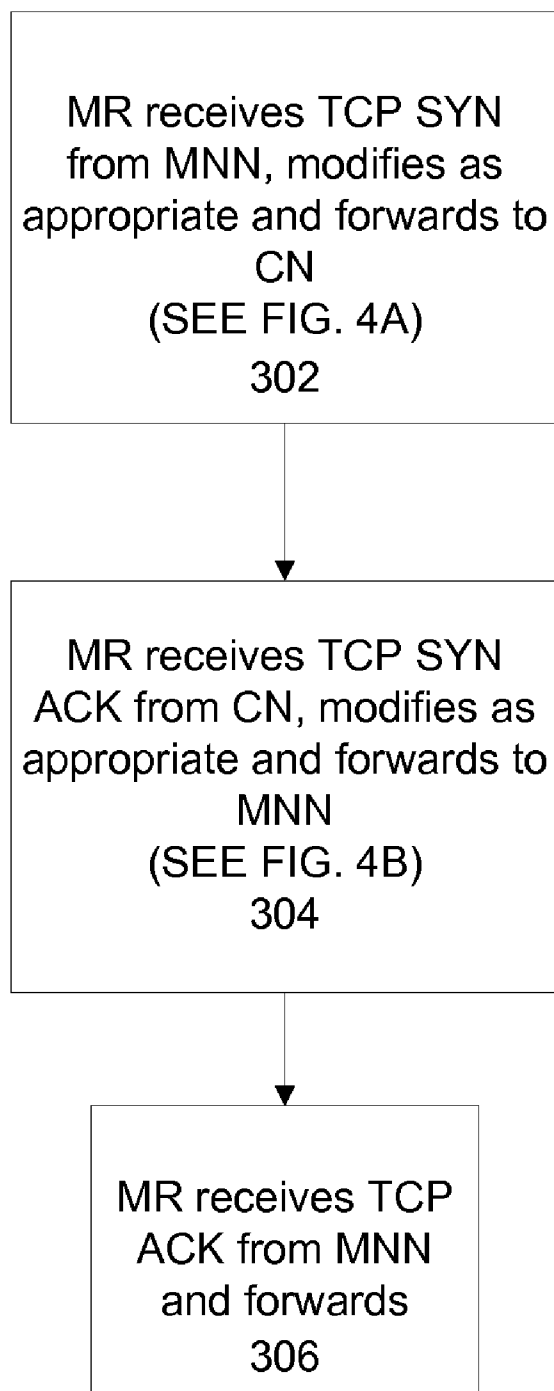 MR receives TCP SYN
from MNN, modifies as
appropriate and forwards to
CN
(SEE FIG. 4A)
302
MR receives TCP SYN
ACK from CN, modifies as
appropriate and forwards to
MNN
(SEE FIG. 4B)
304
MR receives TCP
ACK from MNN
and forwards
306